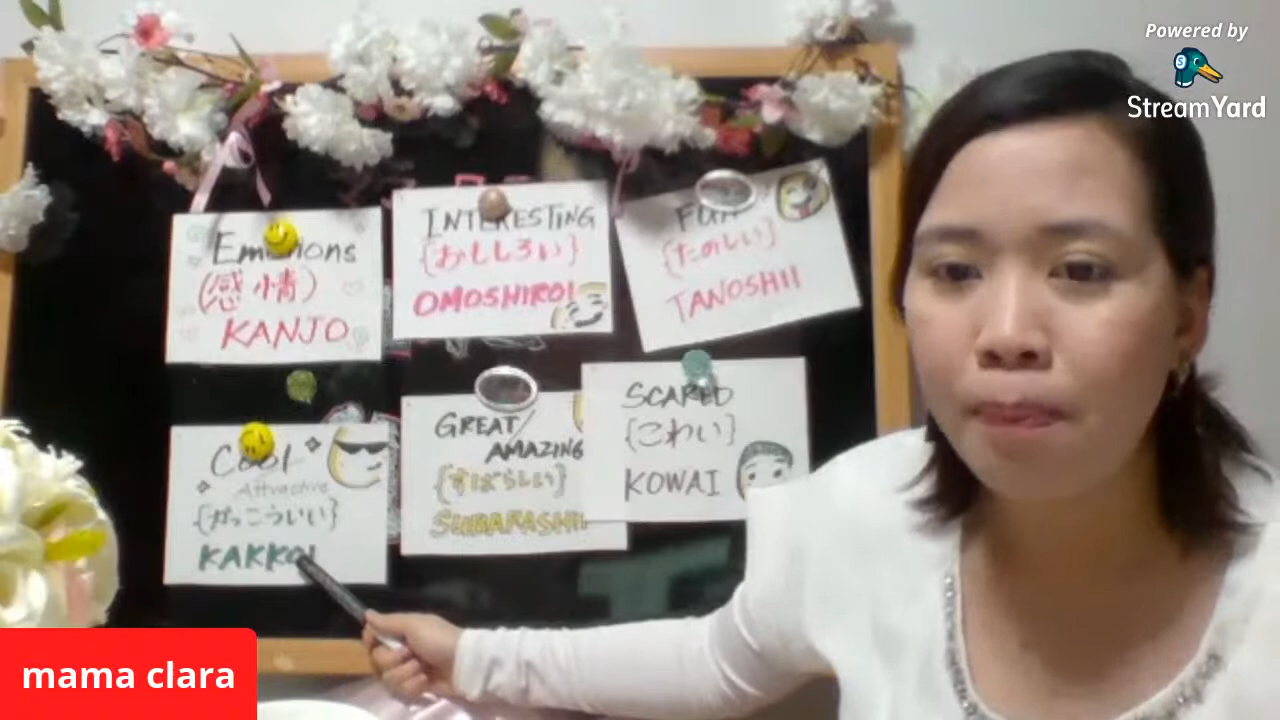 Powered by
StreamYard
Emotions
(感情)
KANJO
INTERESTING
{おもしろい}
OMOSHIROI
FUN
{たのしい}
TANOSHII
Cool
Attractive
{かっこういい}
KAKKOI
GREAT/
AMAZING
{すばらしい}
SUBARASHII
SCARED
{こわい}
KOWAI
mama clara